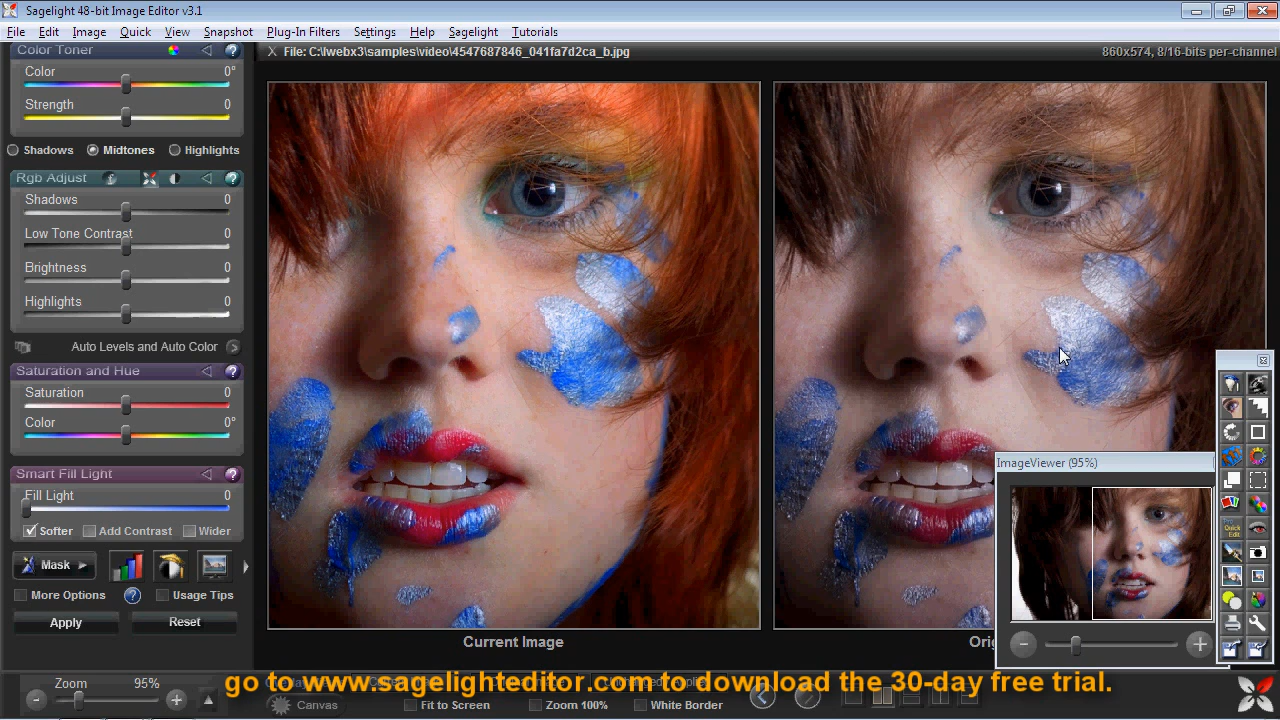 Sagelight 48-bit Image Editor v3.1
File Edit Image Quick View Snapshot Plug-In Filters Settings Help Sagelight Tutorials
X File: C:\lwebx3\samples\video\4547687846_041fa7d2ca_b.jpg 860x574, 8/16-bits per-channel
Color Toner
Color 0°
Strength 0
Shadows Midtones Highlights
Rgb Adjust
Shadows 0
Low Tone Contrast 0
Brightness 0
Highlights 0
Auto Levels and Auto Color
Saturation and Hue
Saturation 0
Color 0°
Smart Fill Light
Fill Light 0
Softer Add Contrast Wider
Mask
More Options Usage Tips
Apply Reset
Current Image
ImageViewer (95%)
Quick
Edit
Zoom 95%
go to www.sagelighteditor.com to download the 30-day free trial.
Canvas Fit to Screen Zoom 100% White Border